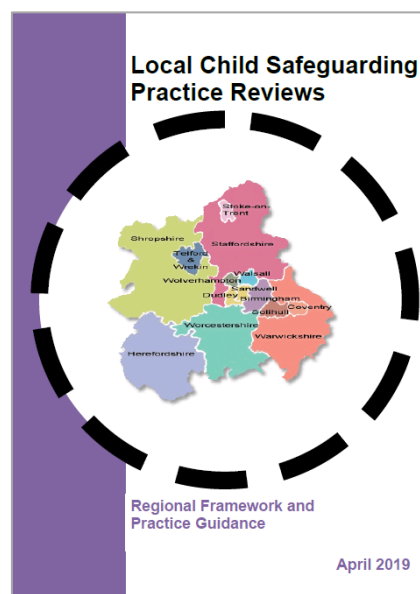 Local Child Safeguarding
Practice Reviews
Stoke-on-
Trent
Shropshire
Staffordshire
Telford
&
Wrekin
Walsall
Wolverhampton
Sandwell
Dudley
Birmingham
Coventry
Solihull
Worcestershire
Warwickshire
Herefordshire
Regional Framework and
Practice Guidance
April 2019